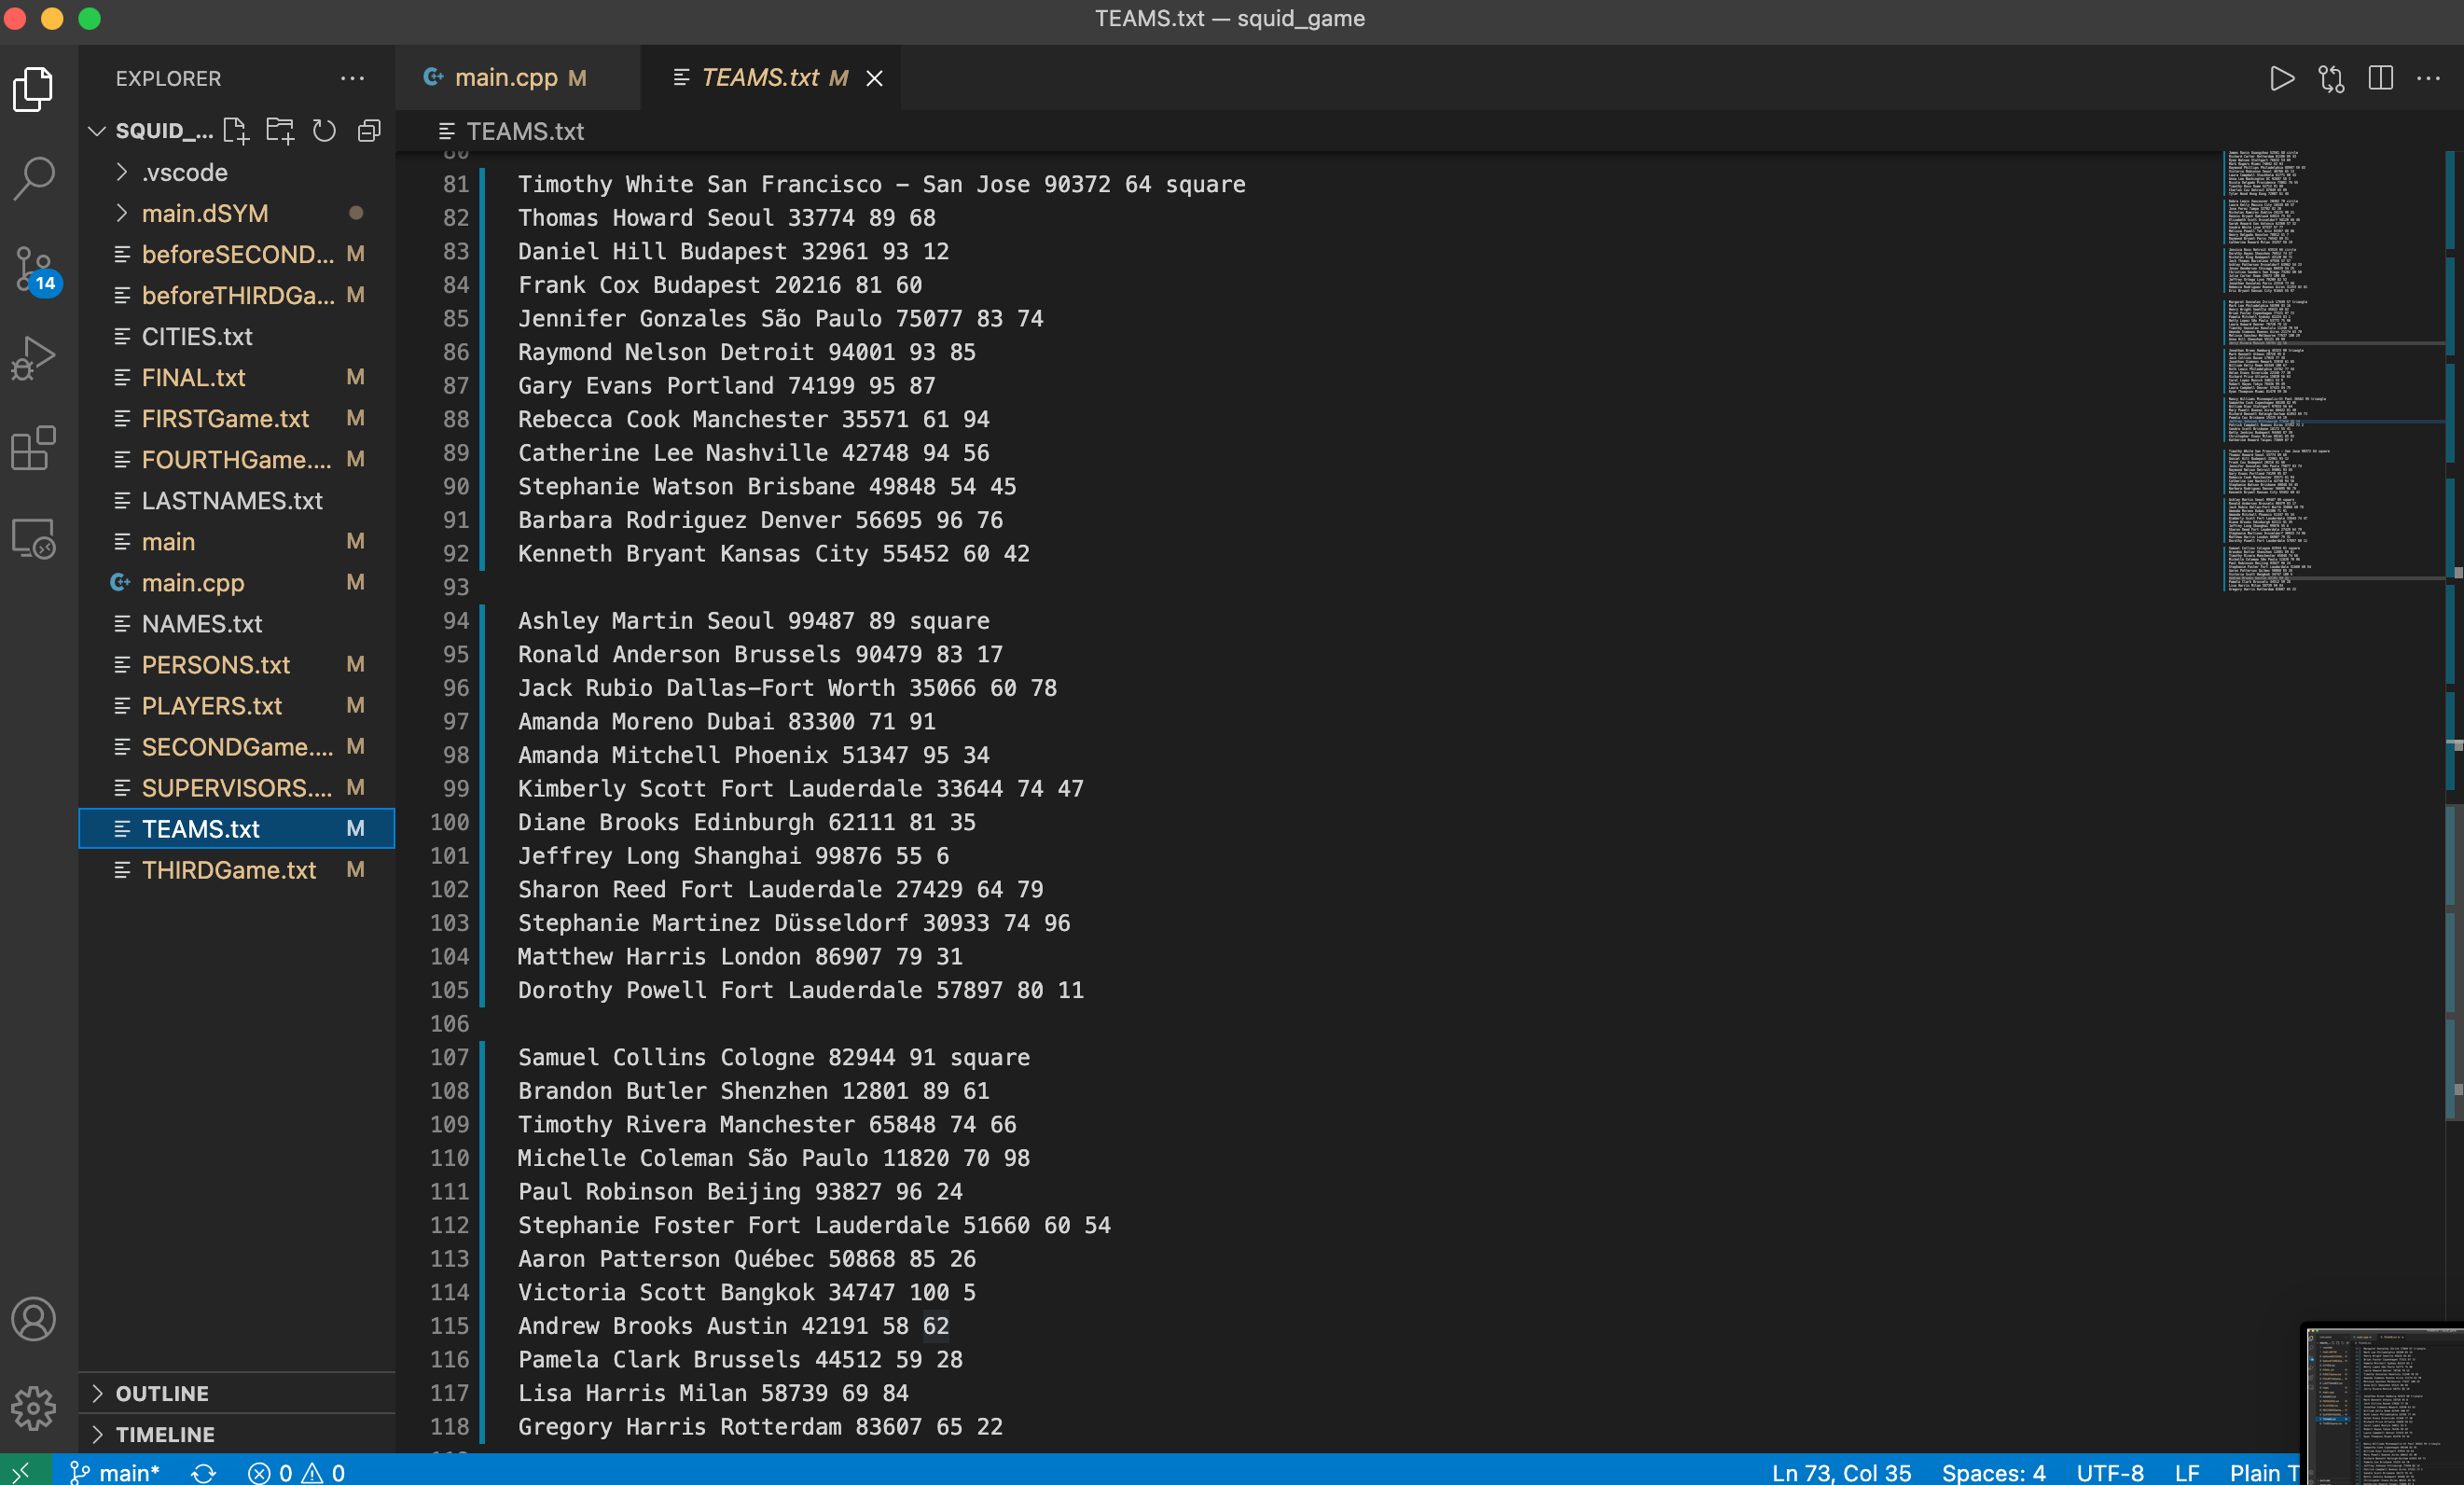 TEAMS.txt — squid_game
EXPLORER
main.cpp M
TEAMS.txt M
SQUID_...
TEAMS.txt
.vscode
main.dSYM
beforeSECOND... M
beforeTHIRDGa... M
CITIES.txt
FINAL.txt M
FIRSTGame.txt M
FOURTHGame.... M
LASTNAMES.txt
main M
main.cpp M
NAMES.txt
PERSONS.txt M
PLAYERS.txt M
SECONDGame.... M
SUPERVISORS.... M
TEAMS.txt M
THIRDGame.txt M
14
OUTLINE
TIMELINE
80
81 Timothy White San Francisco – San Jose 90372 64 square
82 Thomas Howard Seoul 33774 89 68
83 Daniel Hill Budapest 32961 93 12
84 Frank Cox Budapest 20216 81 60
85 Jennifer Gonzales São Paulo 75077 83 74
86 Raymond Nelson Detroit 94001 93 85
87 Gary Evans Portland 74199 95 87
88 Rebecca Cook Manchester 35571 61 94
89 Catherine Lee Nashville 42748 94 56
90 Stephanie Watson Brisbane 49848 54 45
91 Barbara Rodriguez Denver 56695 96 76
92 Kenneth Bryant Kansas City 55452 60 42
93
94 Ashley Martin Seoul 99487 89 square
95 Ronald Anderson Brussels 90479 83 17
96 Jack Rubio Dallas–Fort Worth 35066 60 78
97 Amanda Moreno Dubai 83300 71 91
98 Amanda Mitchell Phoenix 51347 95 34
99 Kimberly Scott Fort Lauderdale 33644 74 47
100 Diane Brooks Edinburgh 62111 81 35
101 Jeffrey Long Shanghai 99876 55 6
102 Sharon Reed Fort Lauderdale 27429 64 79
103 Stephanie Martinez Düsseldorf 30933 74 96
104 Matthew Harris London 86907 79 31
105 Dorothy Powell Fort Lauderdale 57897 80 11
106
107 Samuel Collins Cologne 82944 91 square
108 Brandon Butler Shenzhen 12801 89 61
109 Timothy Rivera Manchester 65848 74 66
110 Michelle Coleman São Paulo 11820 70 98
111 Paul Robinson Beijing 93827 96 24
112 Stephanie Foster Fort Lauderdale 51660 60 54
113 Aaron Patterson Québec 50868 85 26
114 Victoria Scott Bangkok 34747 100 5
115 Andrew Brooks Austin 42191 58 62
116 Pamela Clark Brussels 44512 59 28
117 Lisa Harris Milan 58739 69 84
118 Gregory Harris Rotterdam 83607 65 22
main* 0 0 Ln 73, Col 35 Spaces: 4 UTF-8 LF Plain T